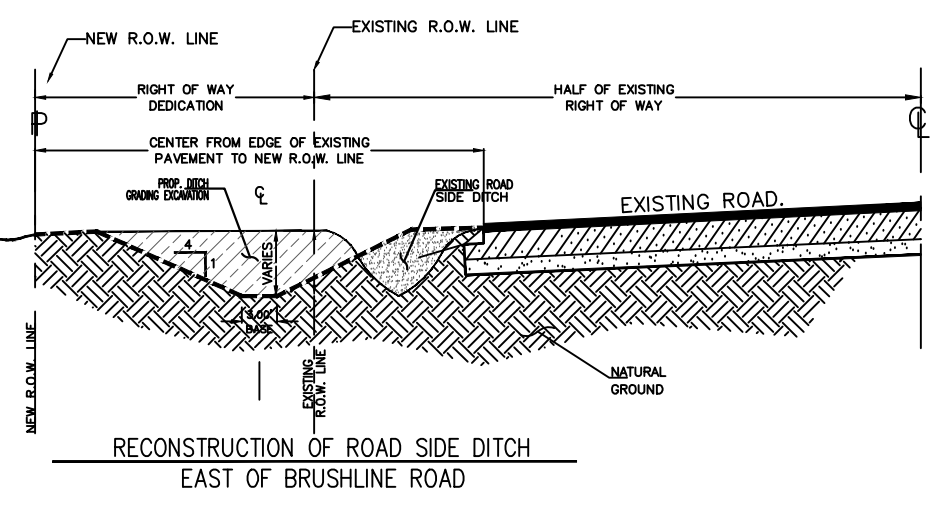 NEW R.O.W. LINE
EXISTING R.O.W. LINE
RIGHT OF WAY
DEDICATION
HALF OF EXISTING
RIGHT OF WAY
P
CL
CENTER FROM EDGE OF EXISTING
PAVEMENT TO NEW R.O.W. LINE
PROP. DITCH
GRADING EXCAVATION
CL
EXISTING ROAD
SIDE DITCH
EXISTING ROAD.
4
1
VARIES
3.00'
BASE
NEW R.O.W. LINE
EXISTING
R.O.W. LINE
NATURAL
GROUND
RECONSTRUCTION OF ROAD SIDE DITCH
EAST OF BRUSHLINE ROAD